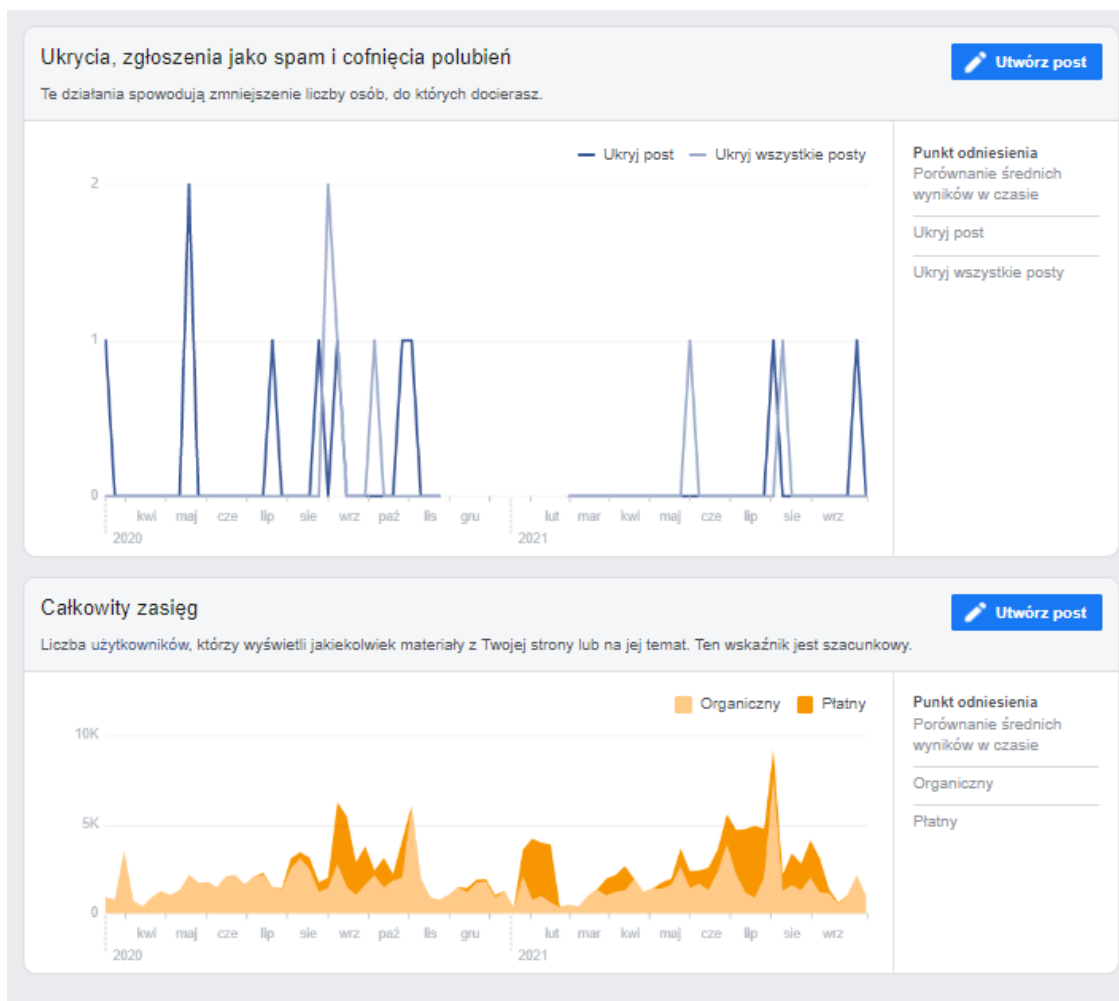 Ukrycia, zgłoszenia jako spam i cofnięcia polubień
Utwórz post
Te działania spowodują zmniejszenie liczby osób, do których docierasz.
Ukryj post Ukryj wszystkie posty
Punkt odniesienia
Porównanie średnich
wyników w czasie
Ukryj post
Ukryj wszystkie posty
2
1
0
kwi maj cze lip sie wrz paź lis gru lut mar kwi maj cze lip sie wrz
2020 2021
Całkowity zasięg
Utwórz post
Liczba użytkowników, którzy wyświetli jakiekolwiek materiały z Twojej strony lub na jej temat. Ten wskaźnik jest szacunkowy.
Organiczny Płatny
Punkt odniesienia
Porównanie średnich
wyników w czasie
Organiczny
Płatny
10K
5K
0
kwi maj cze lip sie wrz paź lis gru lut mar kwi maj cze lip sie wrz
2020 2021